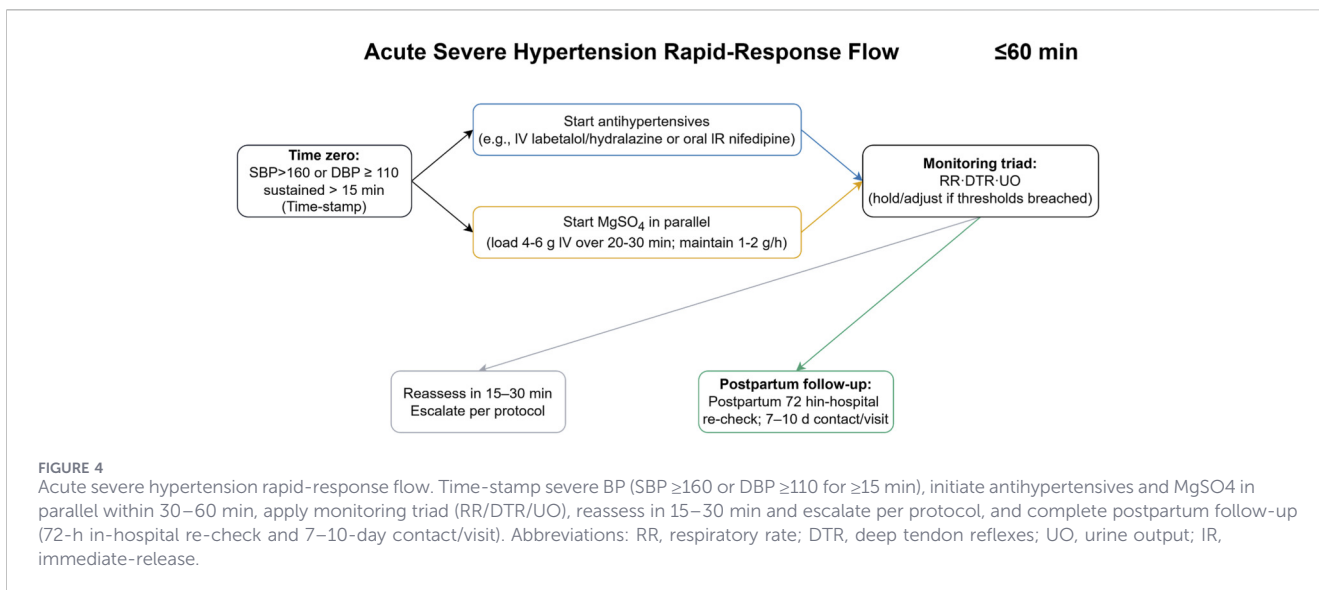 Acute Severe Hypertension Rapid-Response Flow ≤60 min
Start antihypertensives
(e.g., IV labetalol/hydralazine or oral IR nifedipine)
Time zero:
SBP>160 or DBP ≥ 110
sustained > 15 min
(Time-stamp)
Monitoring triad:
RR·DTR·UO
(hold/adjust if thresholds breached)
Start MgSO₄ in parallel
(load 4-6 g IV over 20-30 min; maintain 1-2 g/h)
Reassess in 15–30 min
Escalate per protocol
Postpartum follow-up:
Postpartum 72 hin-hospital
re-check; 7–10 d contact/visit
FIGURE 4
Acute severe hypertension rapid-response flow. Time-stamp severe BP (SBP ≥160 or DBP ≥110 for ≥15 min), initiate antihypertensives and MgSO4 in
parallel within 30–60 min, apply monitoring triad (RR/DTR/UO), reassess in 15–30 min and escalate per protocol, and complete postpartum follow-up
(72-h in-hospital re-check and 7–10-day contact/visit). Abbreviations: RR, respiratory rate; DTR, deep tendon reflexes; UO, urine output; IR,
immediate-release.